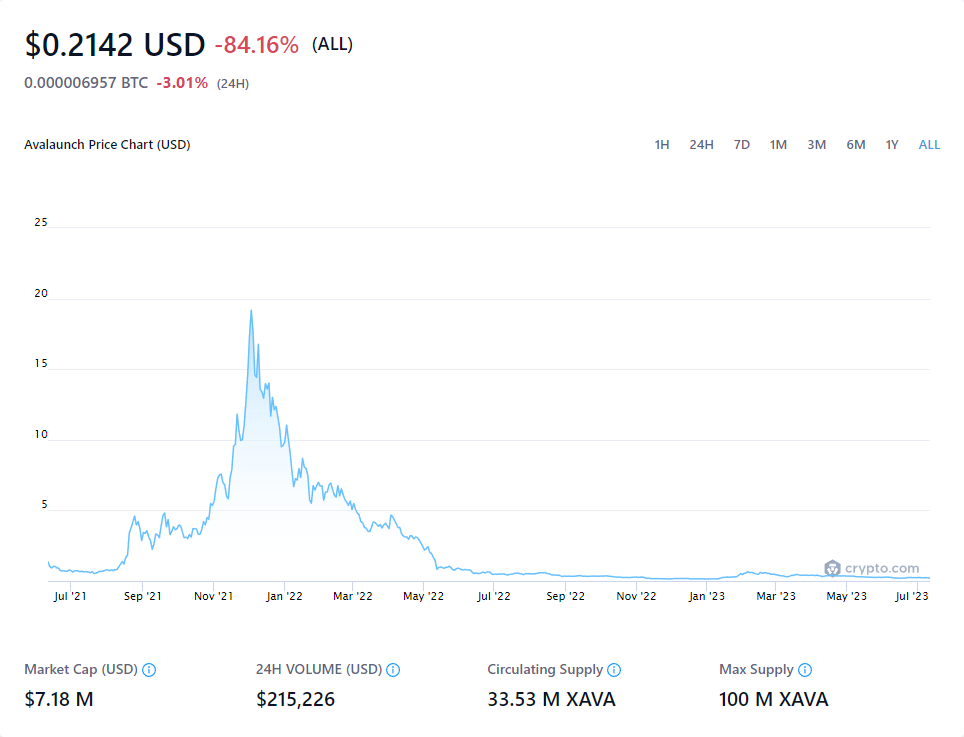 $0.2142 USD -84.16% (ALL)
0.000006957 BTC -3.01% (24H)
Avalaunch Price Chart (USD) 1H 24H 7D 1M 3M 6M 1Y ALL
25
20
15
10
5
crypto.com
Jul '21 Sep '21 Nov '21 Jan '22 Mar '22 May '22 Jul '22 Sep '22 Nov '22 Jan '23 Mar '23 May '23 Jul '23
Market Cap (USD) 24H VOLUME (USD) Circulating Supply Max Supply
$7.18 M $215,226 33.53 M XAVA 100 M XAVA